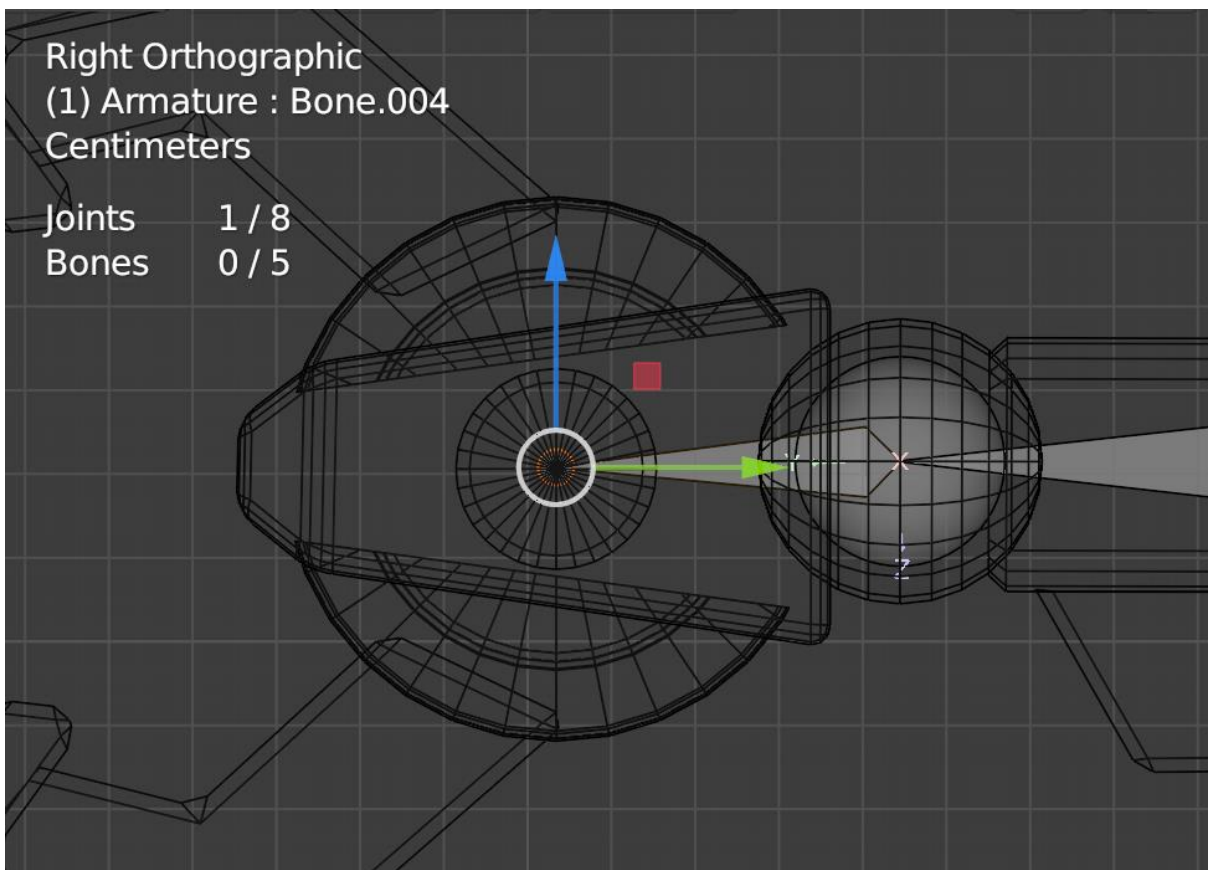 Right Orthographic
(1) Armature : Bone.004
Centimeters
Joints 1 / 8
Bones 0 / 5
Y
X
Z